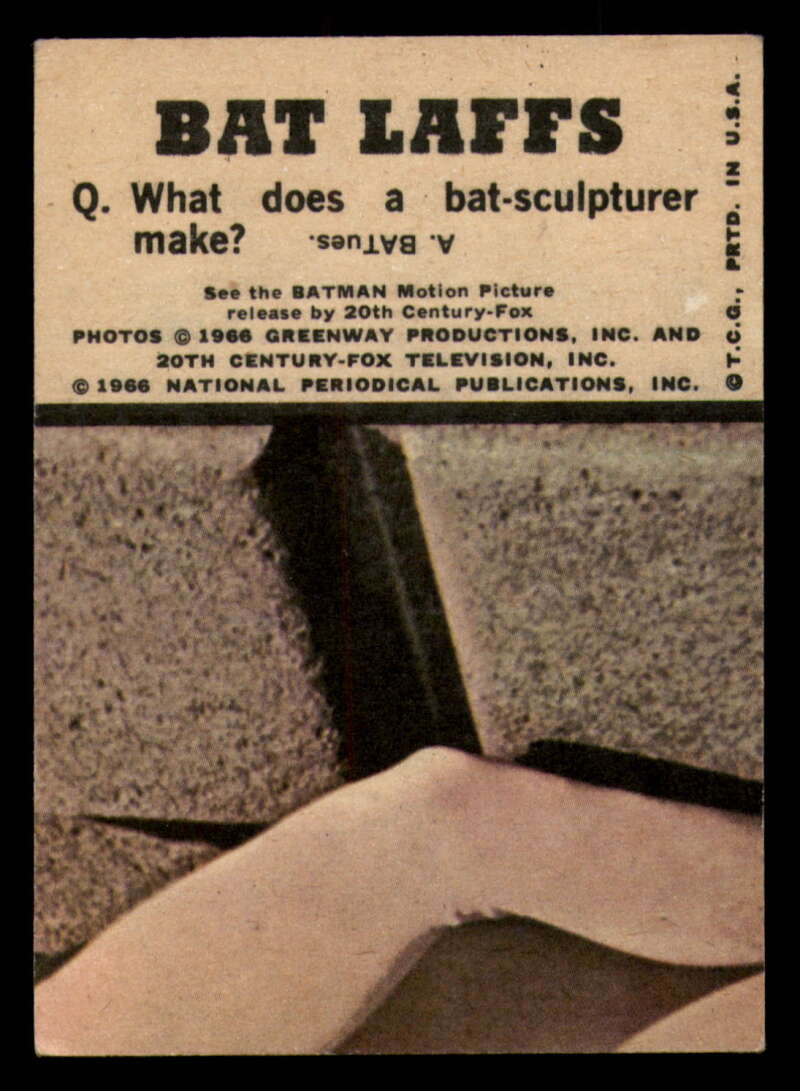 BAT LAFFS
Q. What does a bat-sculpturer
make? A. BATues.
See the BATMAN Motion Picture
release by 20th Century-Fox
PHOTOS © 1966 GREENWAY PRODUCTIONS, INC. AND
20TH CENTURY-FOX TELEVISION, INC.
© 1966 NATIONAL PERIODICAL PUBLICATIONS, INC.
© T.C.G., PRTD. IN U.S.A.